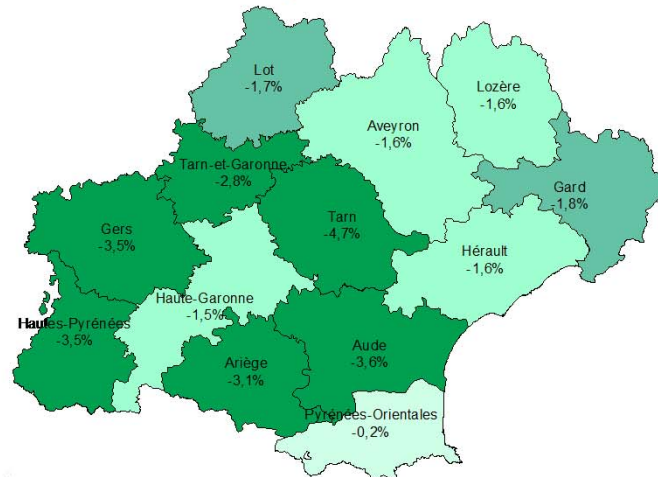 Lot
-1,7%
Lozère
-1,6%
Aveyron
-1,6%
Tarn-et-Garonne
-2,8%
Gard
-1,8%
Tarn
-4,7%
Gers
-3,5%
Hérault
-1,6%
Haute-Garonne
-1,5%
Hautes-Pyrénées
-3,5%
Aude
-3,6%
Ariège
-3,1%
Pyrénées-Orientales
-0,2%